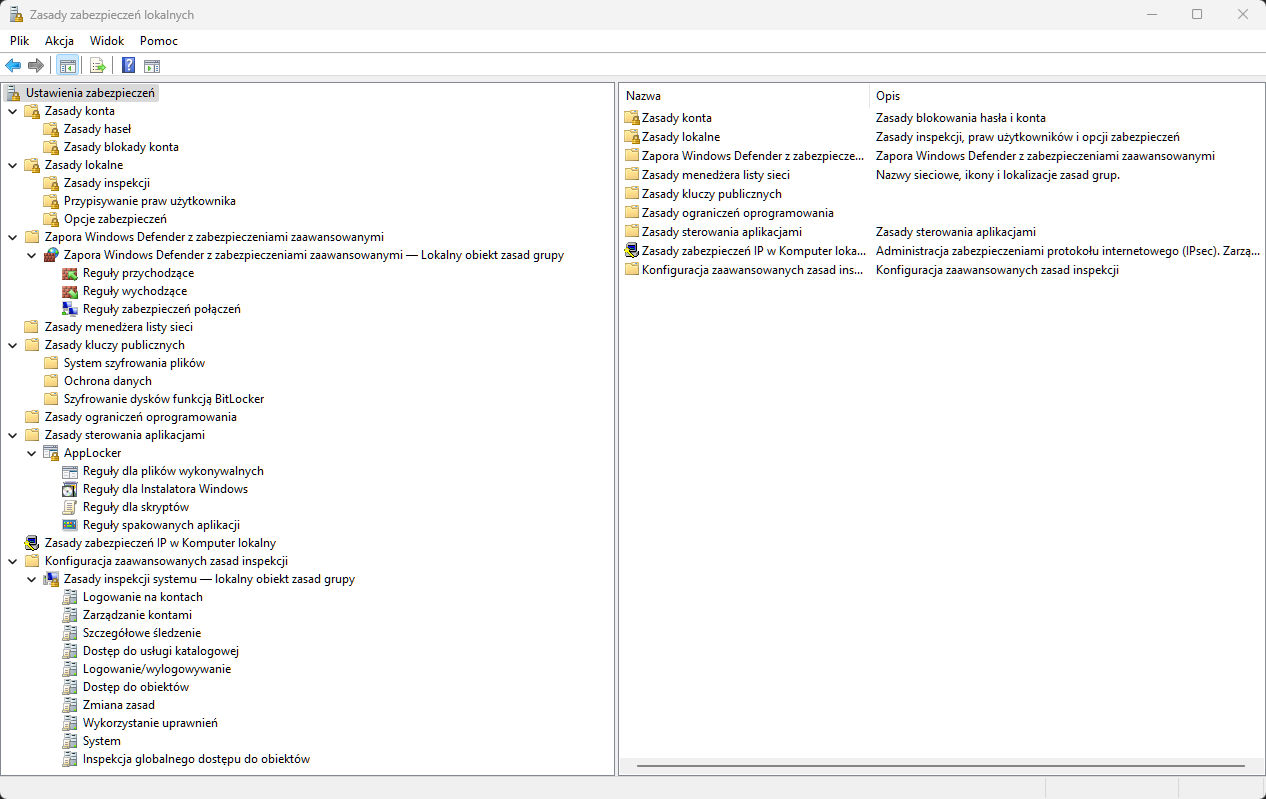 Zasady zabezpieczeń lokalnych
Plik Akcja Widok Pomoc
Ustawienia zabezpieczeń
Zasady konta
Zasady haseł
Zasady blokady konta
Zasady lokalne
Zasady inspekcji
Przypisywanie praw użytkownika
Opcje zabezpieczeń
Zapora Windows Defender z zabezpieczeniami zaawansowanymi
Zapora Windows Defender z zabezpieczeniami zaawansowanymi — Lokalny obiekt zasad grupy
Reguły przychodzące
Reguły wychodzące
Reguły zabezpieczeń połączeń
Zasady menedżera listy sieci
Zasady kluczy publicznych
System szyfrowania plików
Ochrona danych
Szyfrowanie dysków funkcją BitLocker
Zasady ograniczeń oprogramowania
Zasady sterowania aplikacjami
AppLocker
Reguły dla plików wykonywalnych
Reguły dla Instalatora Windows
Reguły dla skryptów
Reguły spakowanych aplikacji
Zasady zabezpieczeń IP w Komputer lokalny
Konfiguracja zaawansowanych zasad inspekcji
Zasady inspekcji systemu — lokalny obiekt zasad grupy
Logowanie na kontach
Zarządzanie kontami
Szczegółowe śledzenie
Dostęp do usługi katalogowej
Logowanie/wylogowywanie
Dostęp do obiektów
Zmiana zasad
Wykorzystanie uprawnień
System
Inspekcja globalnego dostępu do obiektów
Nazwa Opis
Zasady konta Zasady blokowania hasła i konta
Zasady lokalne Zasady inspekcji, praw użytkowników i opcji zabezpieczeń
Zapora Windows Defender z zabezpiecze... Zapora Windows Defender z zabezpieczeniami zaawansowanymi
Zasady menedżera listy sieci Nazwy sieciowe, ikony i lokalizacje zasad grup.
Zasady kluczy publicznych
Zasady ograniczeń oprogramowania
Zasady sterowania aplikacjami Zasady sterowania aplikacjami
Zasady zabezpieczeń IP w Komputer loka... Administracja zabezpieczeniami protokołu internetowego (IPsec). Zarzą...
Konfiguracja zaawansowanych zasad ins... Konfiguracja zaawansowanych zasad inspekcji